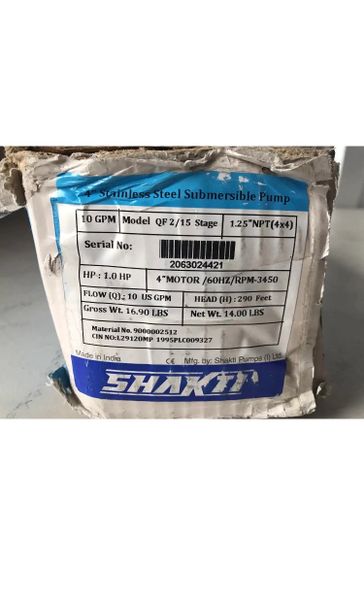 4" Stainless Steel Submersible Pump
10 GPM Model QF 2/15 Stage 1.25"NPT(4x4)
Serial No:
2063024421
HP : 1.0 HP 4"MOTOR /60HZ/RPM-3450
FLOW (Q).: 10 US GPM HEAD (H) : 290 Feet
Gross Wt. 16.90 LBS Net Wt. 14.00 LBS
Material No. 9000002512
CIN NO:L29120MP 1995PLC009327
Made in India CE Mfg. by: Shakti Pumps (I) Ltd.
SHAKTI